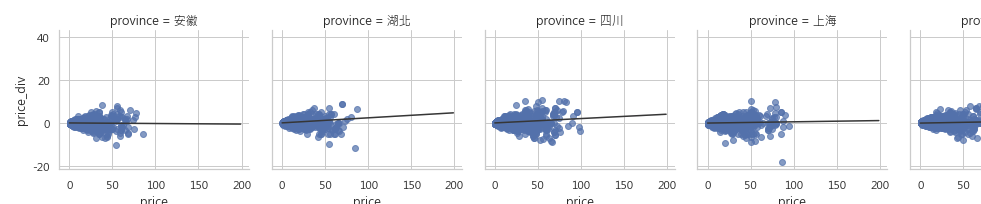 province = 安徽
province = 湖北
province = 四川
province = 上海
pro
price_div
40
20
0
-20
0 50 100 150 200
0 50 100 150 200
0 50 100 150 200
0 50 100 150 200
0 50
price
price
price
price